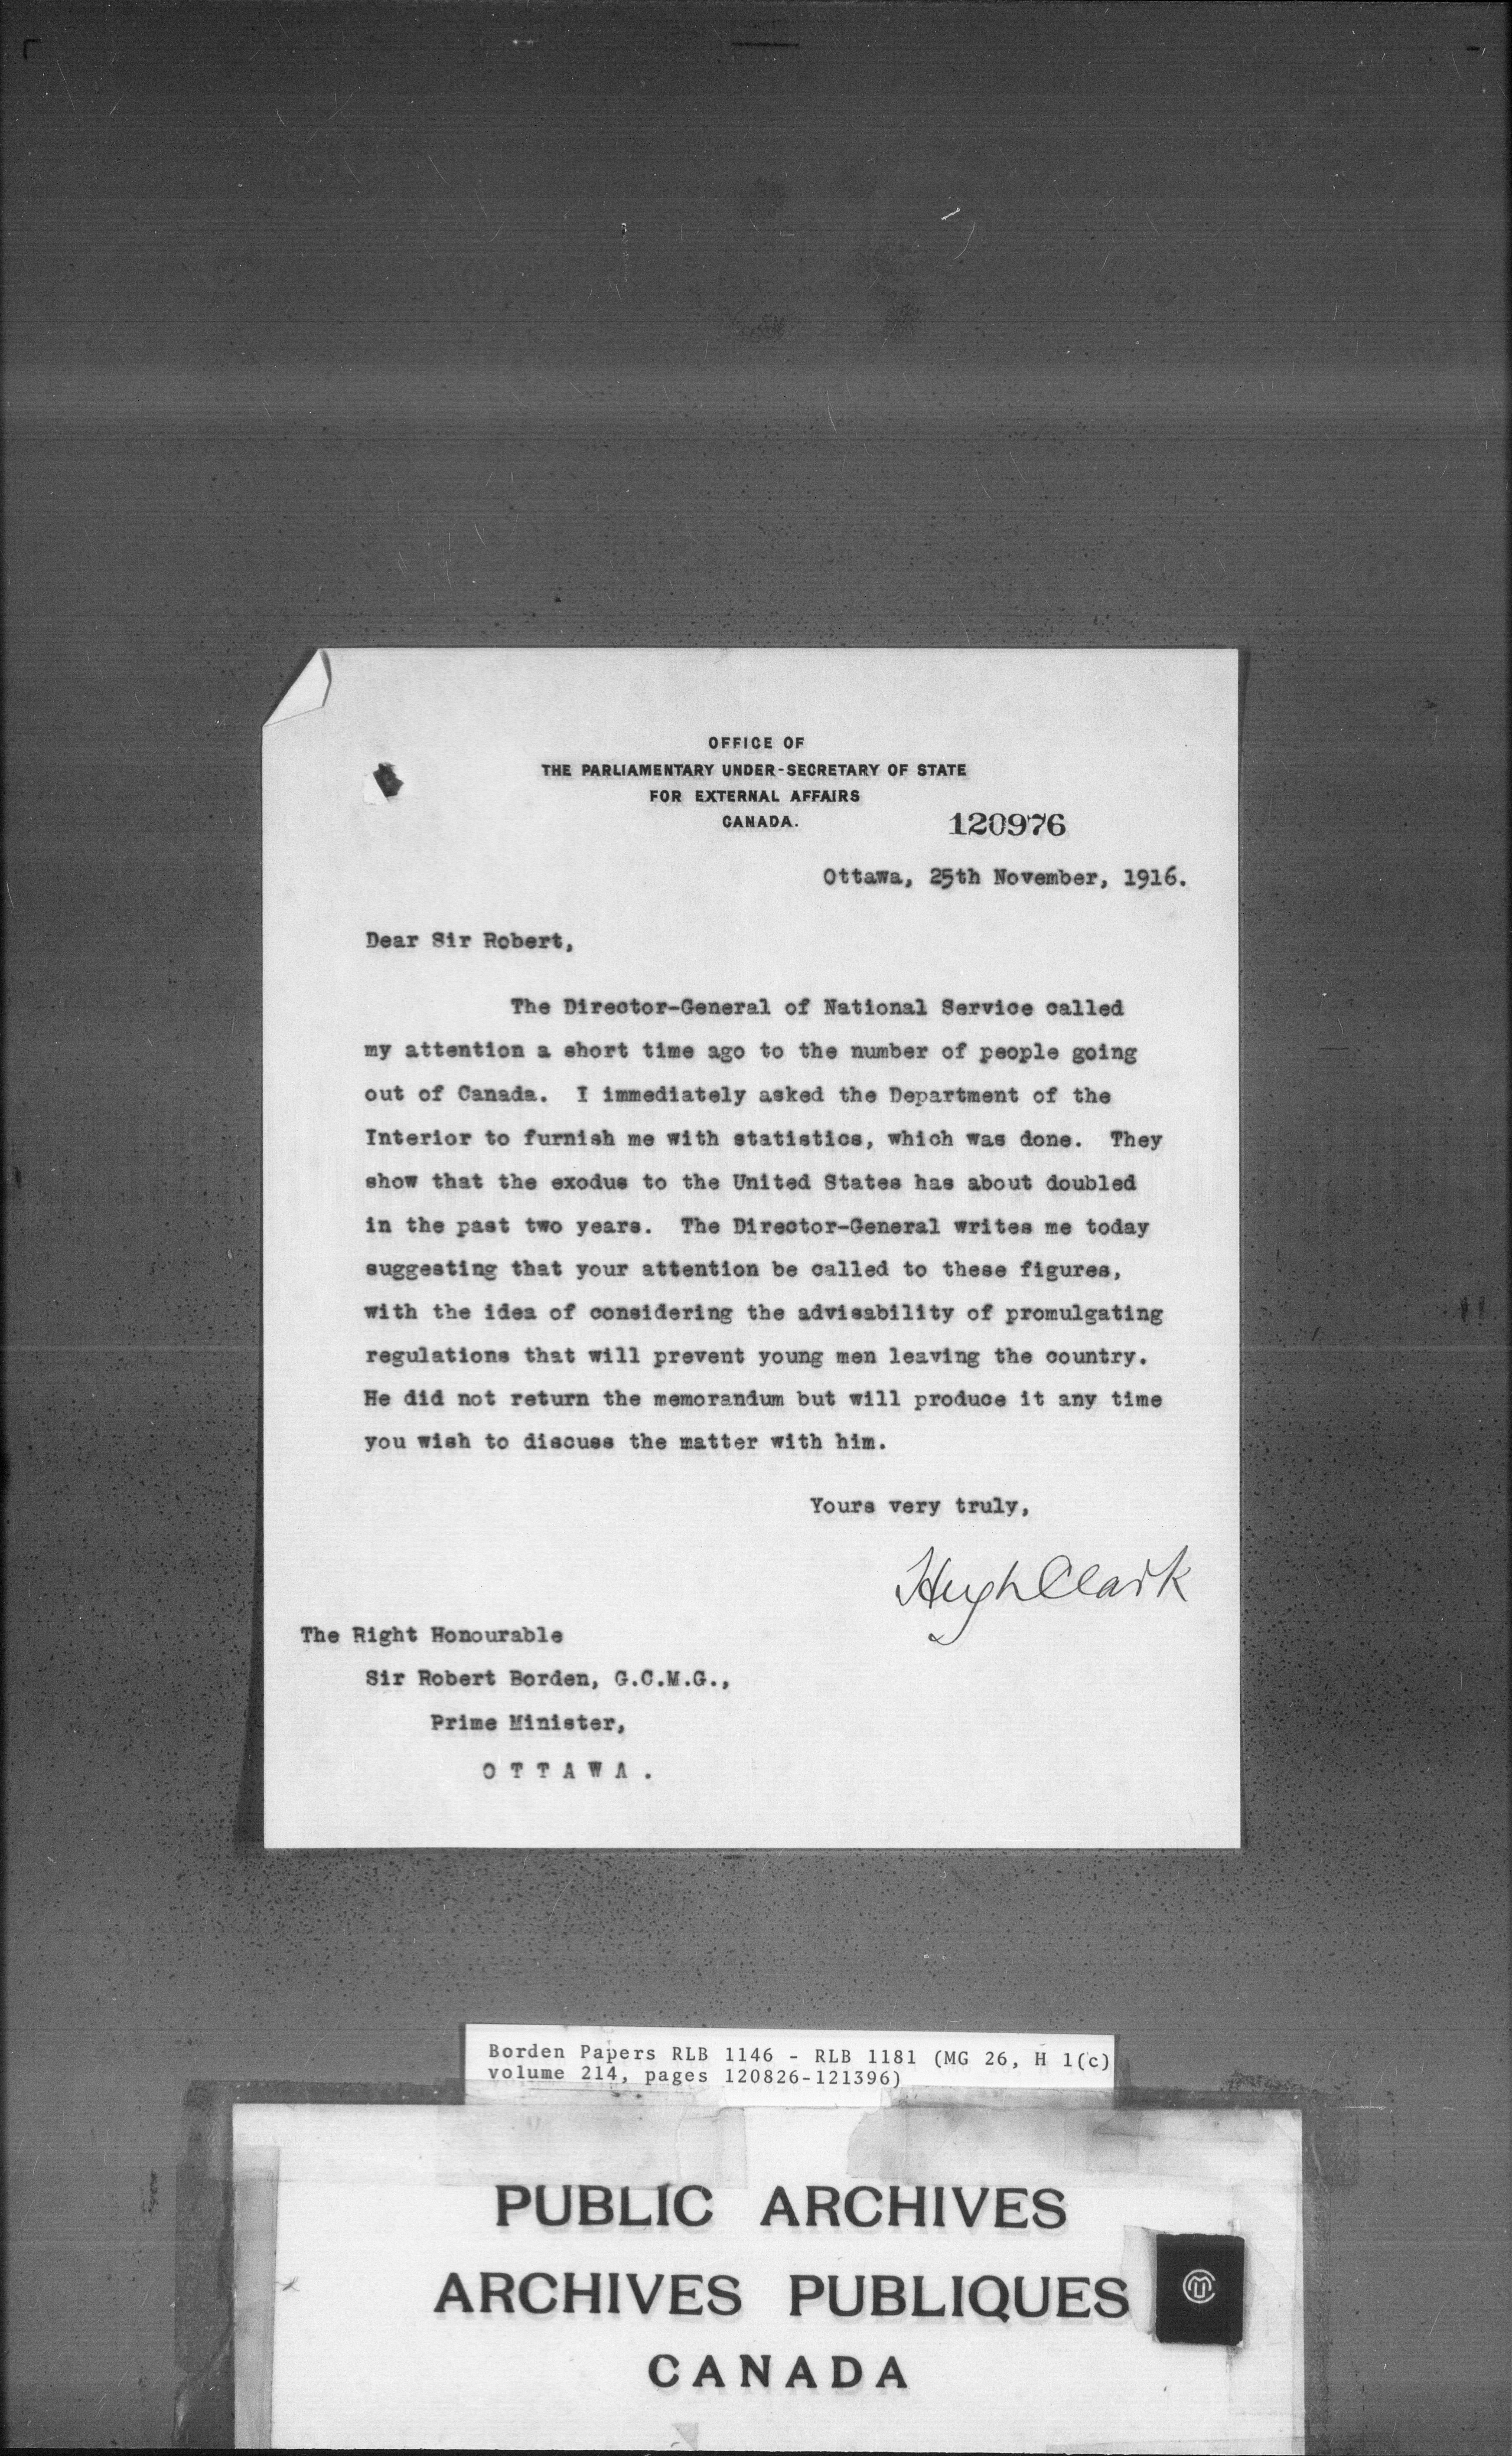 OFFICE OF
THE PARLIAMENTARY UNDER-SECRETARY OF STATE
FOR EXTERNAL AFFAIRS
CANADA.
120976
Ottawa, 25th November, 1916.
Dear Sir Robert,
The Director-General of National Service called
my attention a short time ago to the number of people going
out of Canada. I immediately asked the Department of the
Interior to furnish me with statistics, which was done. They
show that the exodus to the United States has about doubled
in the past two years. The Director-General writes me today
suggesting that your attention be called to these figures,
with the idea of considering the advisability of promulgating
regulations that will prevent young men leaving the country.
He did not return the memorandum but will produce it any time
you wish to discuss the matter with him.
Yours very truly,
Hugh Clark
The Right Honourable
Sir Robert Borden, G.C.M.G.,
Prime Minister,
O T T A W A .
Borden Papers RLB 1146 - RLB 1181 (MG 26, H 1(c)
volume 214, pages 120826-121396)
PUBLIC ARCHIVES
ARCHIVES PUBLIQUES
CANADA